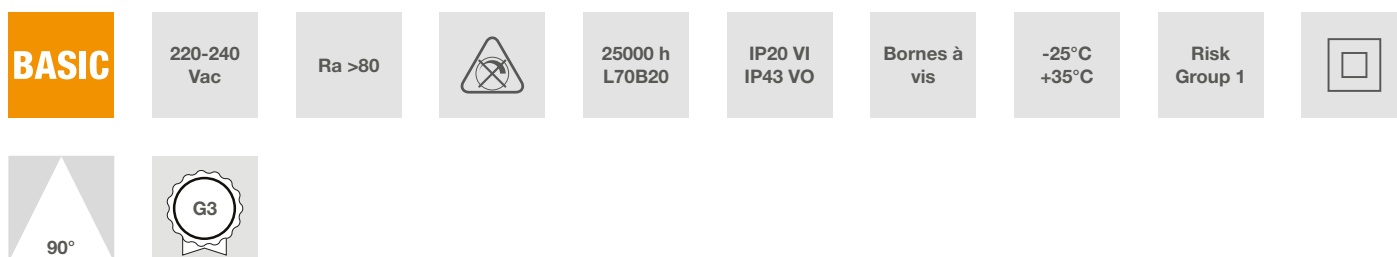 BASIC
220-240
Vac
Ra >80
25000 h
L70B20
IP20 VI
IP43 VO
Bornes à
vis
-25°C
+35°C
Risk
Group 1
90°
G3